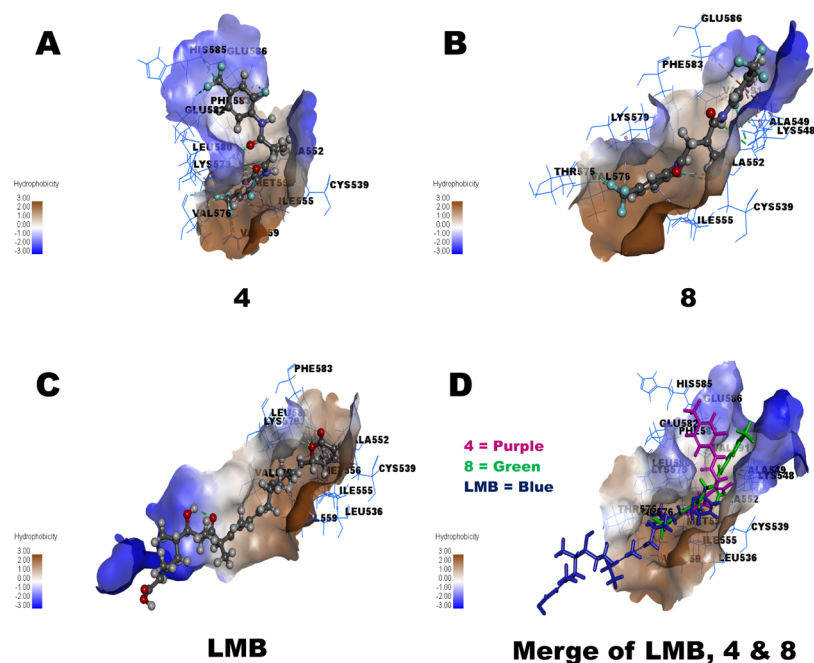 A
HIS585
GLU586
PHE583
GLU582
LEU580
LYS579
CYS539
ILE555
VAL576
Hydrophobicity
3.00
2.00
1.00
0.00
-1.00
-2.00
-3.00
4
B
GLU586
PHE583
LYS579
ALA549
LYS548
THR575
VAL576
CYS539
ILE555
Hydrophobicity
3.00
2.00
1.00
0.00
-1.00
-2.00
-3.00
8
C
PHE583
ALA552
CYS539
ILE555
LEU536
Hydrophobicity
3.00
2.00
1.00
0.00
-1.00
-2.00
-3.00
LMB
D
4 = Purple
8 = Green
LMB = Blue
HIS585
GLU586
GLU582
ALA549
LYS548
LYS579
CYS539
ILE555
LEU536
Hydrophobicity
3.00
2.00
1.00
0.00
-1.00
-2.00
-3.00
Merge of LMB, 4 & 8